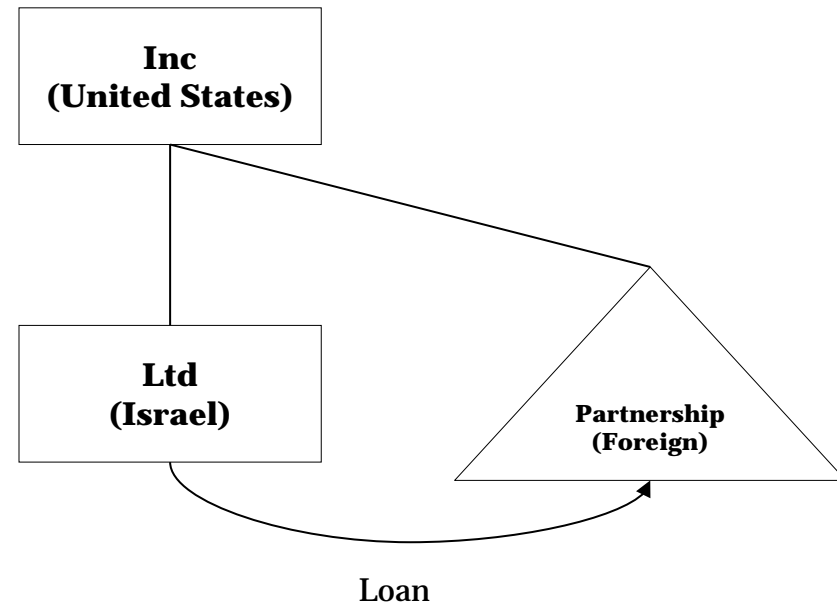 Inc
(United States)
Ltd
(Israel)
Partnership
(Foreign)
Loan